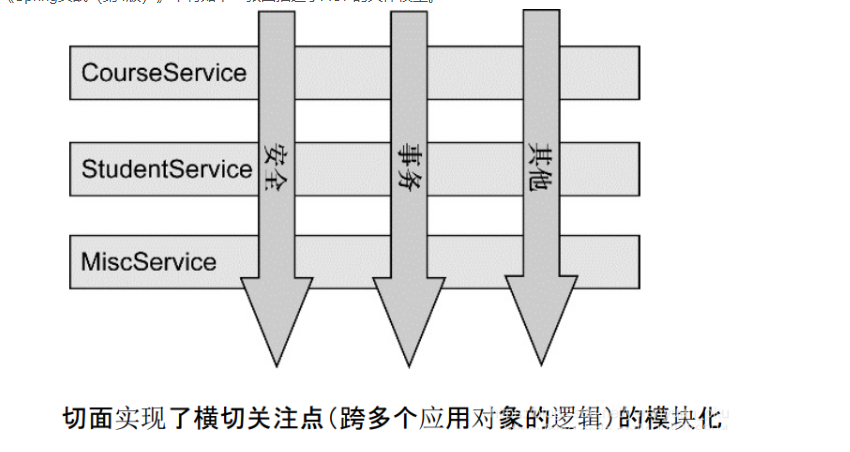 CourseService
StudentService
MiscService
安全
事务
其他
切面实现了横切关注点(跨多个应用对象的逻辑)的模块化